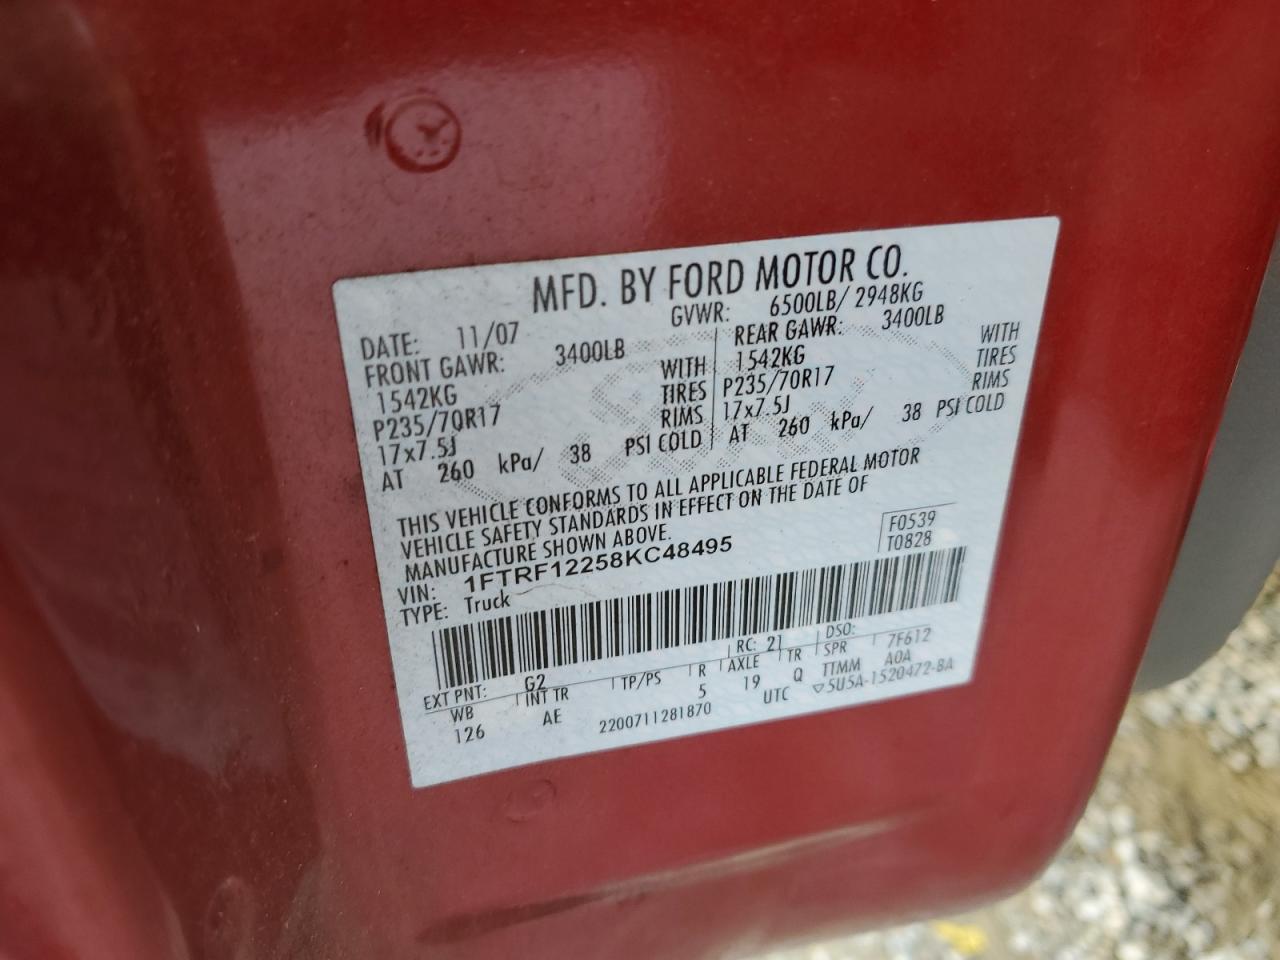 MFD. BY FORD MOTOR CO.
DATE: 11/07 GVWR: 6500LB/ 2948KG
FRONT GAWR: 3400LB REAR GAWR: 3400LB
1542KG WITH 1542KG WITH
P235/70R17 TIRES P235/70R17 TIRES
17x7.5J RIMS 17x7.5J RIMS
AT 260 kPa/ 38 PSI COLD AT 260 kPa/ 38 PSI COLD
THIS VEHICLE CONFORMS TO ALL APPLICABLE FEDERAL MOTOR
VEHICLE SAFETY STANDARDS IN EFFECT ON THE DATE OF
MANUFACTURE SHOWN ABOVE. F0539
VIN: 1FTRF12258KC48495 T0828
TYPE: Truck
EXT PNT: G2 RC: 21 DSO: 7F612
WB INT TR TP/PS R AXLE TR SPR
126 AE 5 19 Q TTMM A0A
2200711281870 UTC ▽5U5A-1520472-BA